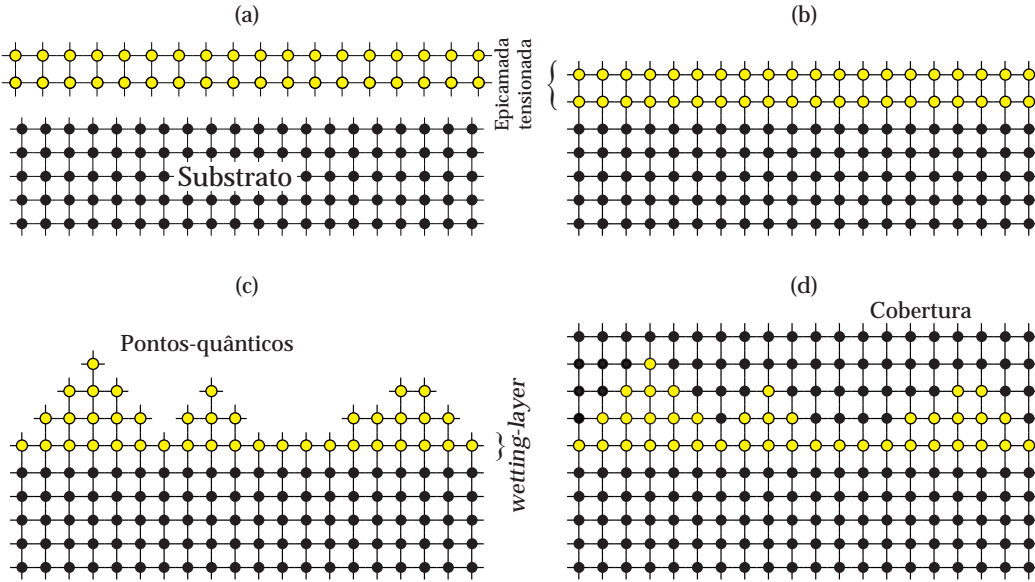 (a)
Epicamada
tensionada
Substrato
(b)
(c)
Pontos-quânticos
wetting-layer
(d)
Cobertura